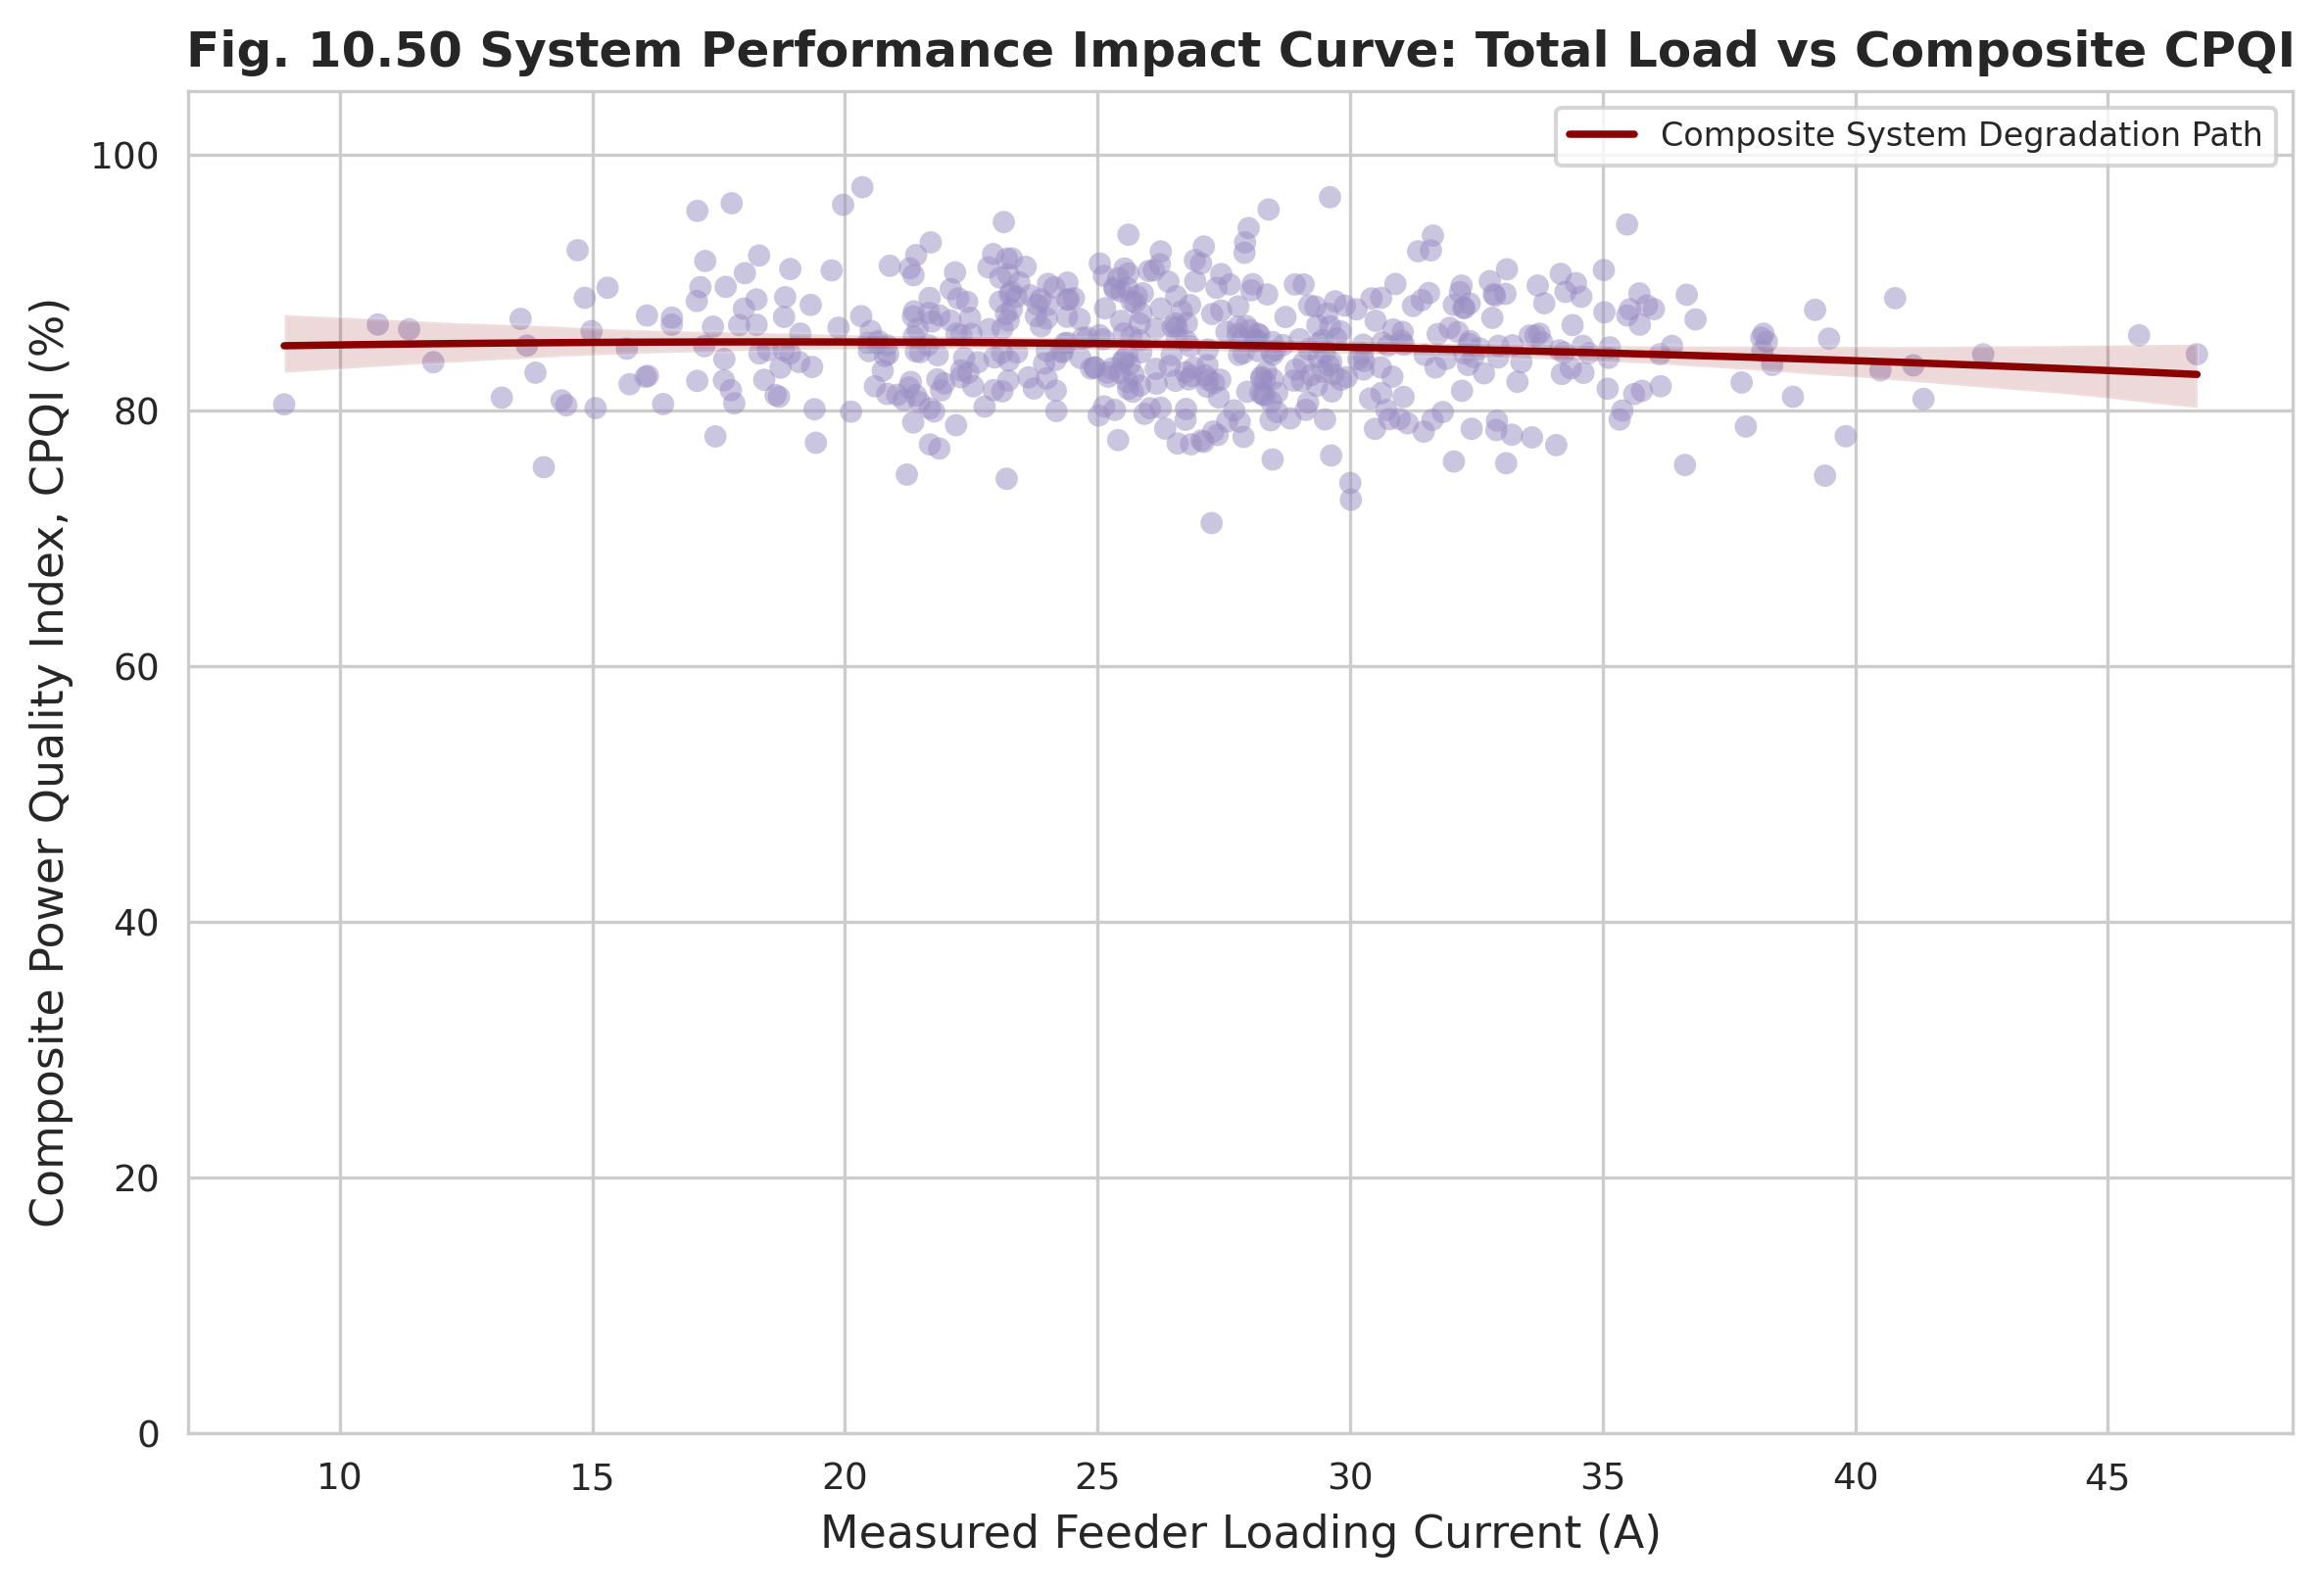 Fig. 10.50 System Performance Impact Curve: Total Load vs Composite CPQI
Composite System Degradation Path
Composite Power Quality Index, CPQI (%)
100
80
60
40
20
0
10 15 20 25 30 35 40 45
Measured Feeder Loading Current (A)